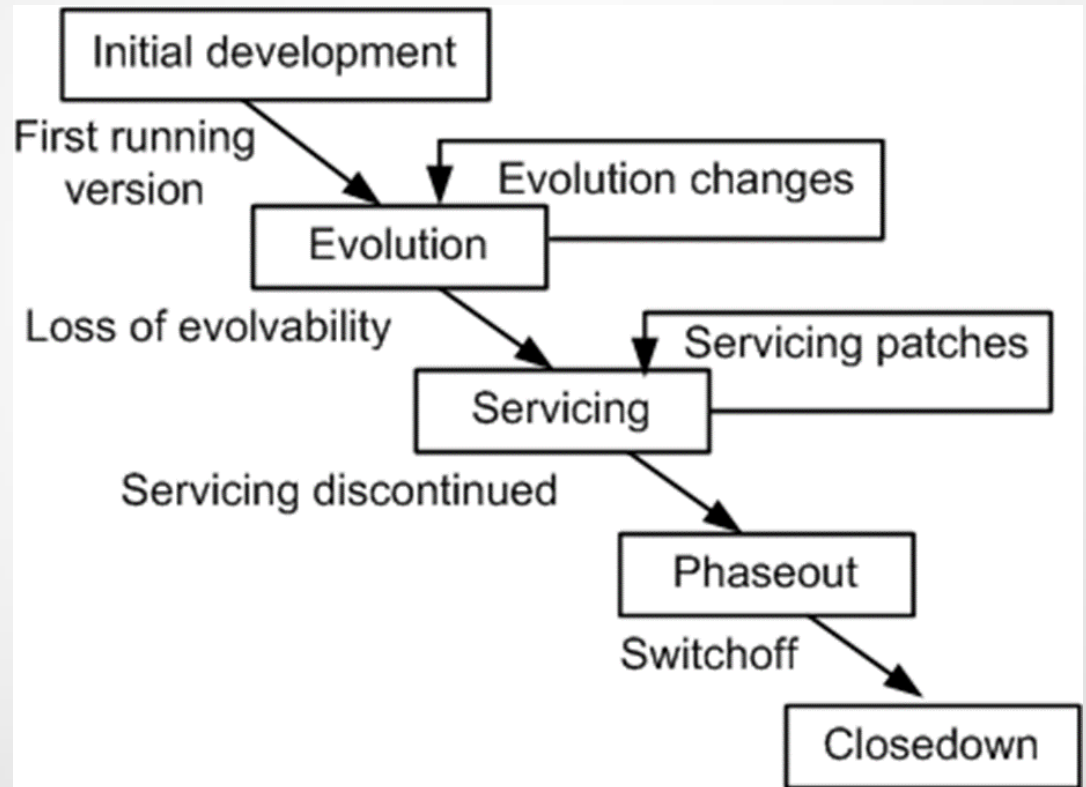 Initial development
First running
version
Evolution changes
Evolution
Loss of evolvability
Servicing patches
Servicing
Servicing discontinued
Phaseout
Switchoff
Closedown